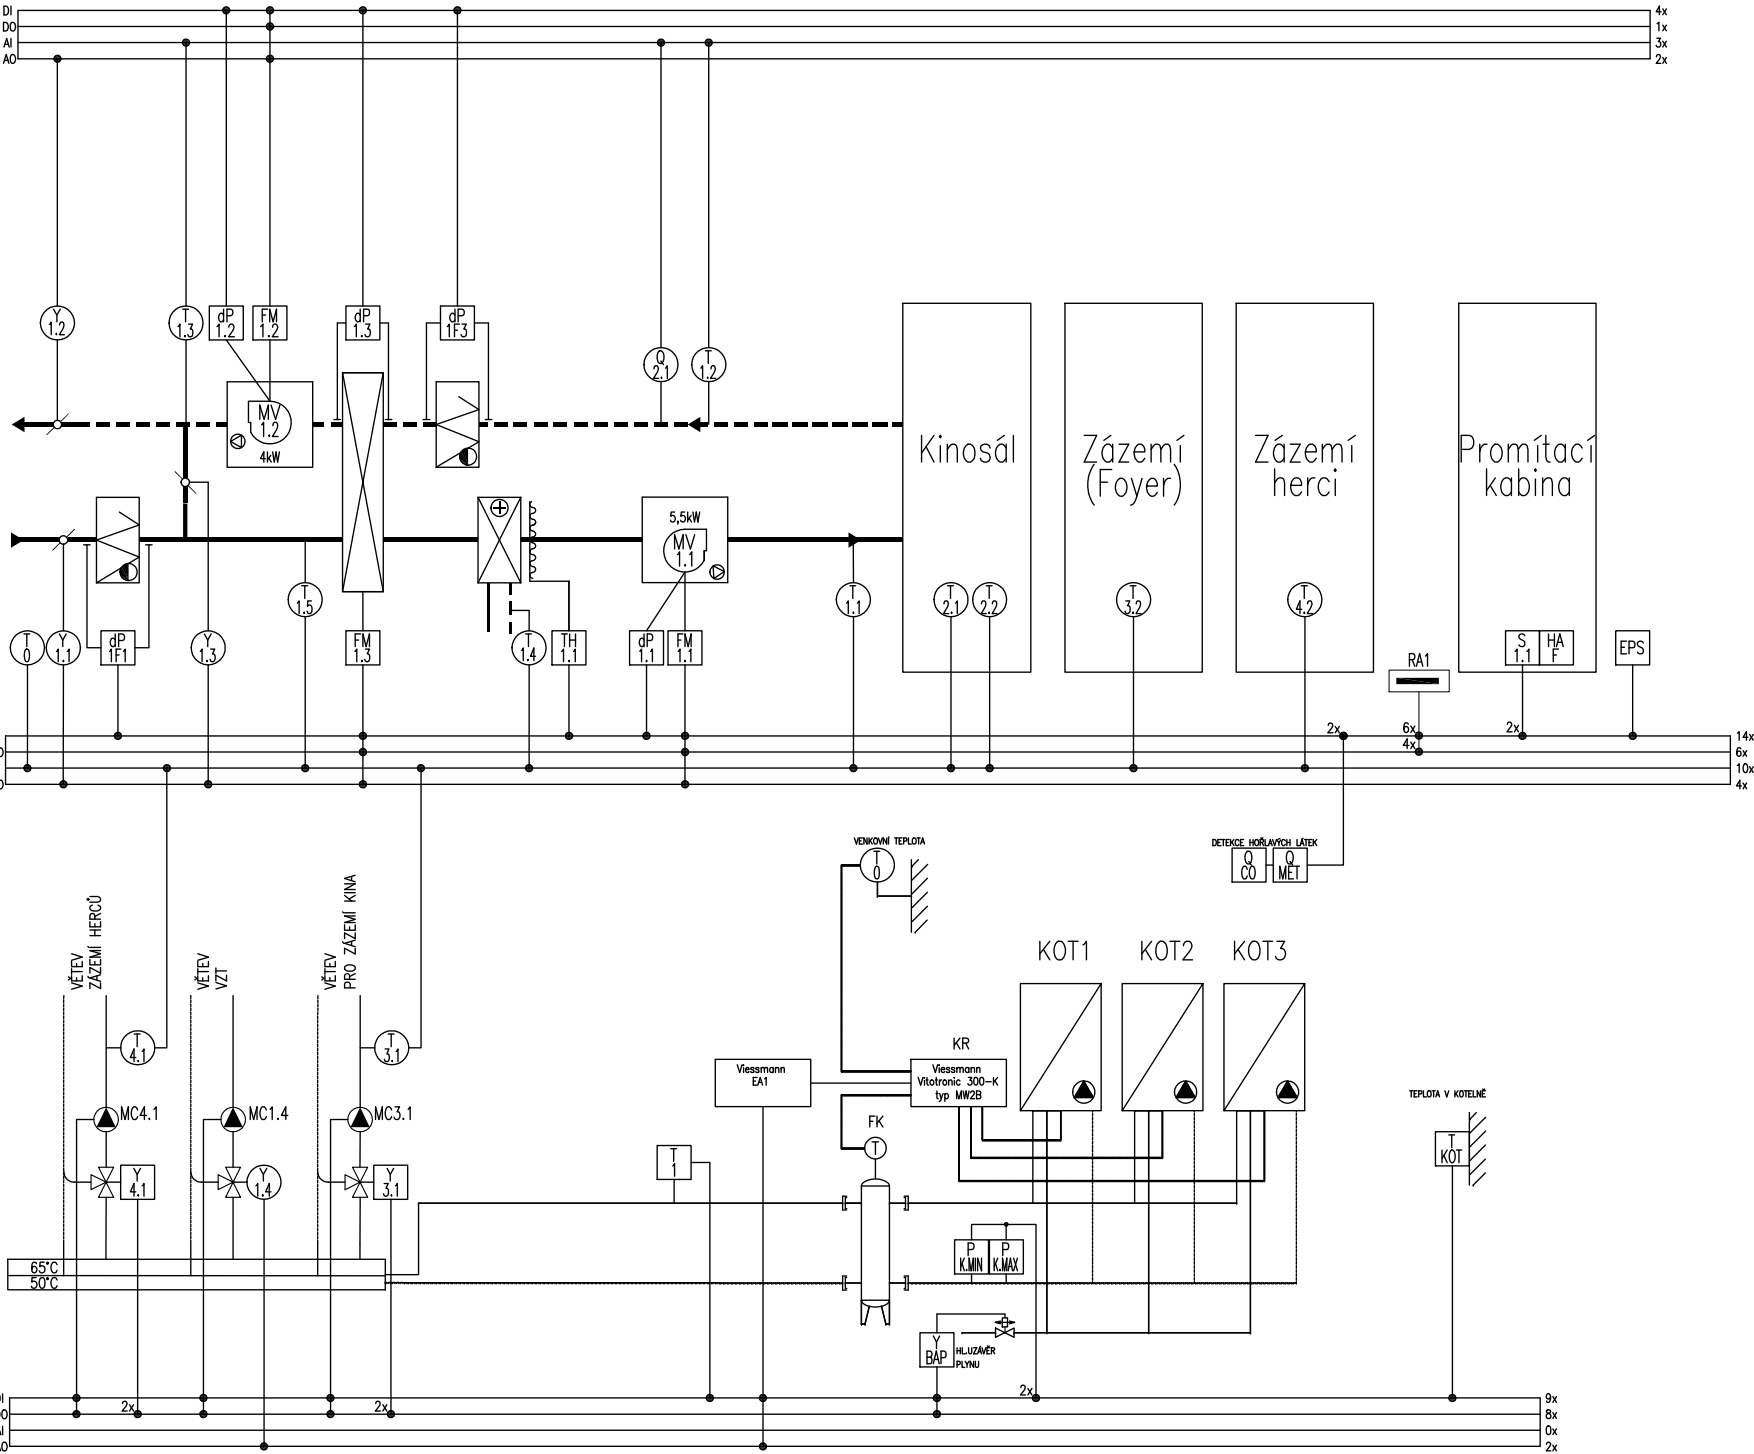 DI
4x
DO
1x
AI
3x
AO
2x
Y
1.2
T
1.3
dP
1.2
FM
1.2
dP
1.3
dP
1F3
Q
2.1
T
1.2
MV
1.2
4kW
Kinosál
Zázemí
(Foyer)
Zázemí
herci
Promítací
kabina
5,5kW
MV
1.1
T
0
Y
1.1
dP
1F1
Y
1.3
T
1.5
FM
1.3
T
1.4
TH
1.1
dP
1.1
FM
1.1
T
1.1
T
2.1
T
2.2
T
3.2
T
4.2
RA1
S
1.1
HA
F
EPS
2x
6x
2x
14x
4x
6x
10x
4x
VENKOVNÍ TEPLOTA
T
0
DETEKCE HOŘLAVÝCH LÁTEK
Q
CO
Q
MET
VĚTEV
ZÁZEMÍ HERCŮ
VĚTEV
VZT
VĚTEV
PRO ZÁZEMÍ KINA
KOT1
KOT2
KOT3
T
4.1
T
3.1
KR
Viessmann
EA1
Viessmann
Vitotronic 300-K
typ MW2B
TEPLOTA V KOTELNĚ
MC4.1
MC1.4
MC3.1
FK
T
T
1
T
KOT
Y
4.1
Y
1.4
Y
3.1
65°C
50°C
P
K.MIN
P
K.MAX
Y
BAP
HL.UZÁVĚR
PLYNU
2x
9x
2x
2x
8x
0x
2x